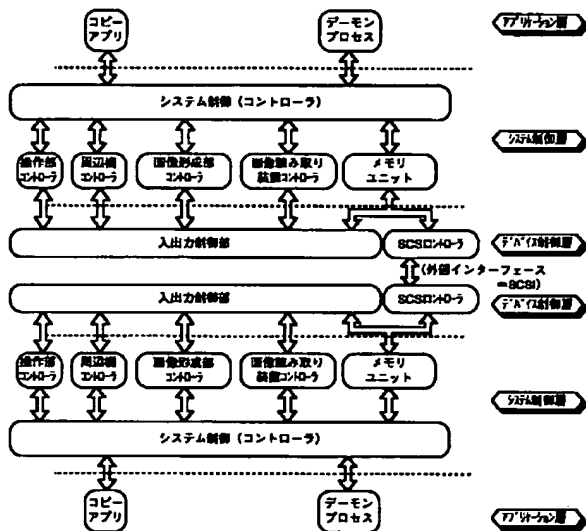 コピー
アプリ
デーモン
プロセス
アプリケーション層
システム制御(コントローラ)
システム制御層
操作部
コントローラ
周辺機
コントローラ
画像形成部
コントローラ
画像読み取り
装置コントローラ
メモリ
ユニット
入出力制御部
SCSIコントローラ
デバイス制御層
(外部インターフェース
=SCSI)
入出力制御部
SCSIコントローラ
デバイス制御層
操作部
コントローラ
周辺機
コントローラ
画像形成部
コントローラ
画像読み取り
装置コントローラ
メモリ
ユニット
システム制御層
システム制御(コントローラ)
コピー
アプリ
デーモン
プロセス
アプリケーション層